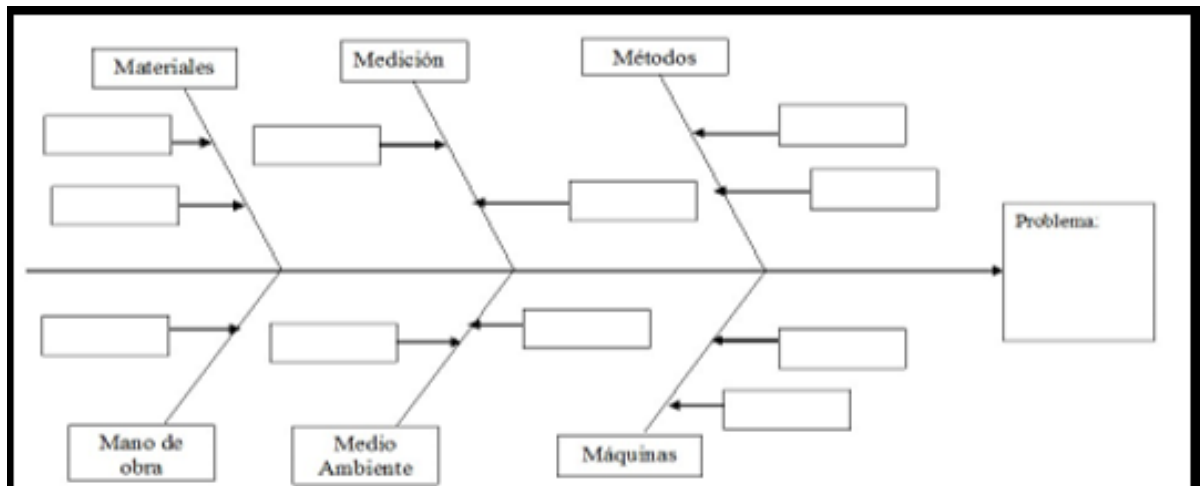 Materiales
Medición
Métodos
Problema:
Mano de
obra
Medio
Ambiente
Máquinas